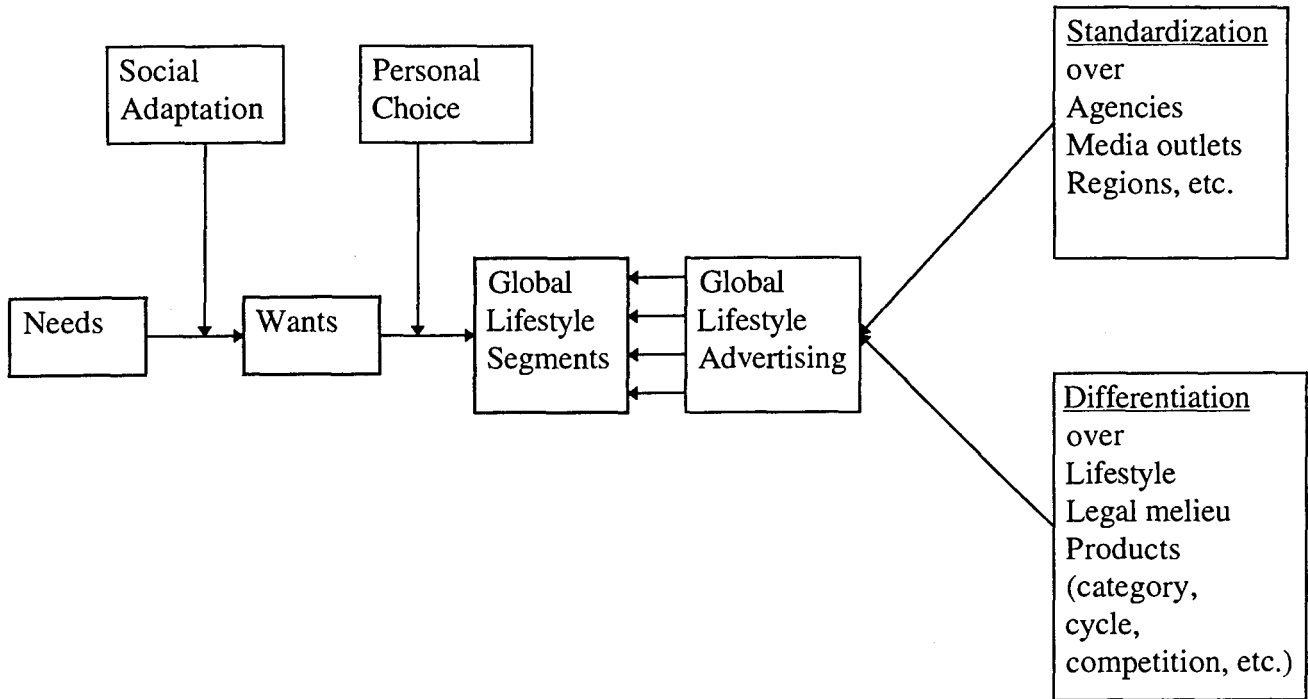 Social
Adaptation
Personal
Choice
Standardization
over
Agencies
Media outlets
Regions, etc.
Needs
Wants
Global
Lifestyle
Segments
Global
Lifestyle
Advertising
Differentiation
over
Lifestyle
Legal melieu
Products
(category,
cycle,
competition, etc.)